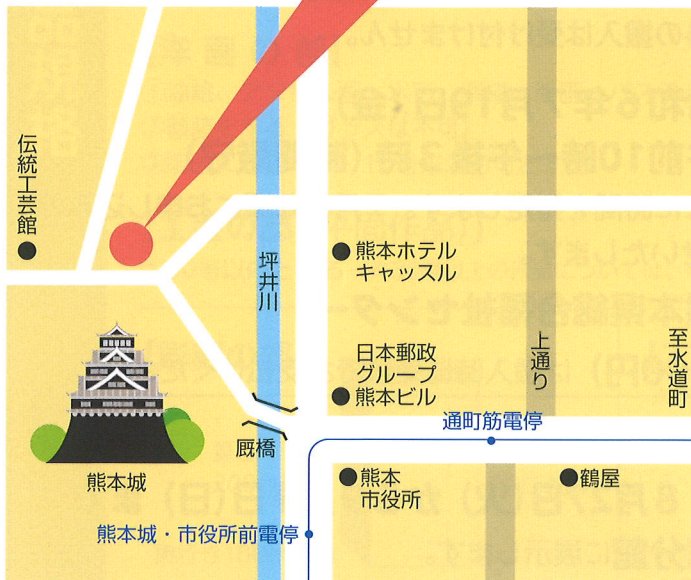 伝統工芸館
坪井川
熊本ホテル
キャッスル
日本郵政
グループ
熊本ビル
上通り
至水道町
通町筋電停
厩橋
熊本城
熊本
市役所
鶴屋
熊本城・市役所前電停